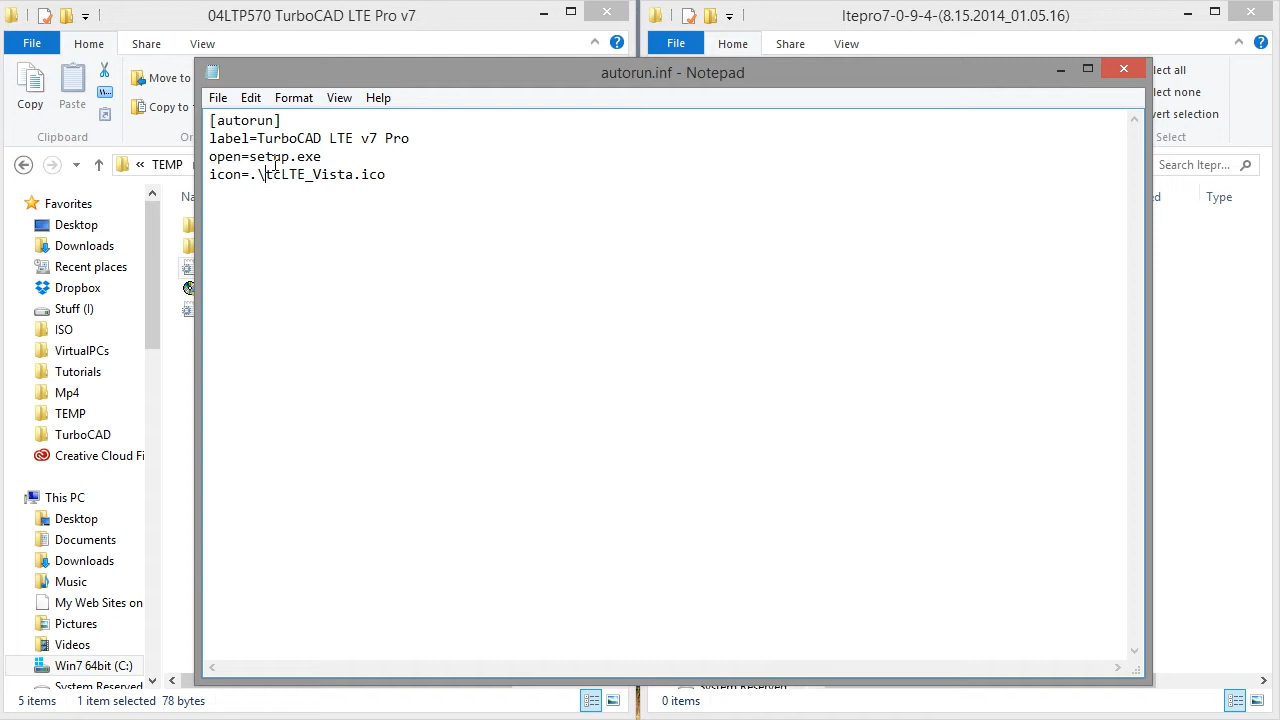 04LTP570 TurboCAD LTE Pro v7
File
Home
Share
View
Copy
Paste
Move to
Copy to
Clipboard
Or
« TEMP
Favorites
Desktop
Downloads
Recent places
Dropbox
Stuff (I)
ISO
VirtualPCs
Tutorials
Mp4
TEMP
TurboCAD
Creative Cloud Fi
This PC
Desktop
Documents
Downloads
Music
My Web Sites on
Pictures
Videos
Win7 64bit (C:)
System Reserved
5 items
1 item selected 78 bytes
Na
autorun.inf - Notepad
File
Edit
Format
View
Help
[autorun]
label=TurboCAD LTE v7 Pro
open=setup.exe
icon=.\tcLTE_Vista.ico
ltepro7-0-9-4-(8.15.2014_01.05.16)
File
Home
Share
View
lect all
lect none
vert selection
Select
Search ltepr...
ed
Type
System Reserved
0 items